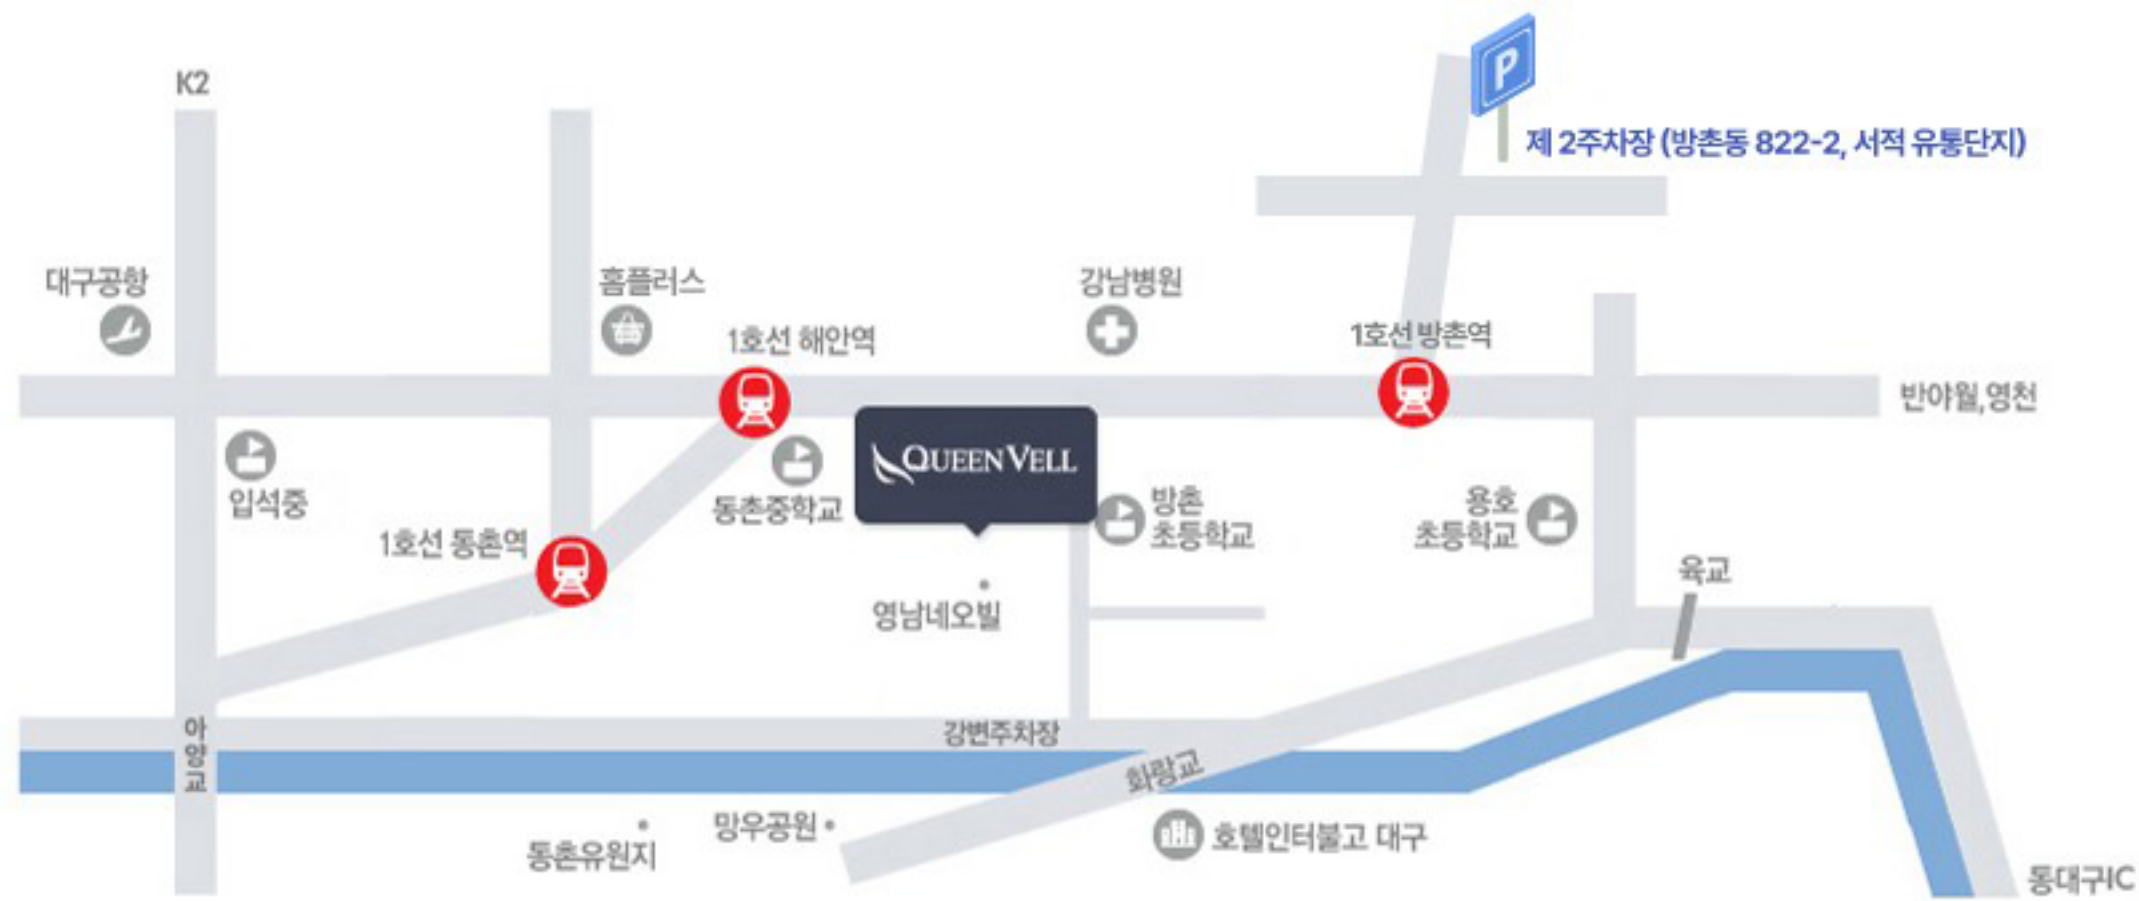 K2
P
제 2주차장 (방촌동 822-2, 서적 유통단지)
대구공항
홈플러스
강남병원
1호선 해안역
1호선 방촌역
반야월,영천
QUEENVELL
입석중
동촌중학교
방촌
초등학교
용호
초등학교
1호선 동촌역
육교
영남네오빌
아
양
교
강변주차장
화랑교
동촌유원지
망우공원
호텔인터불고 대구
동대구IC